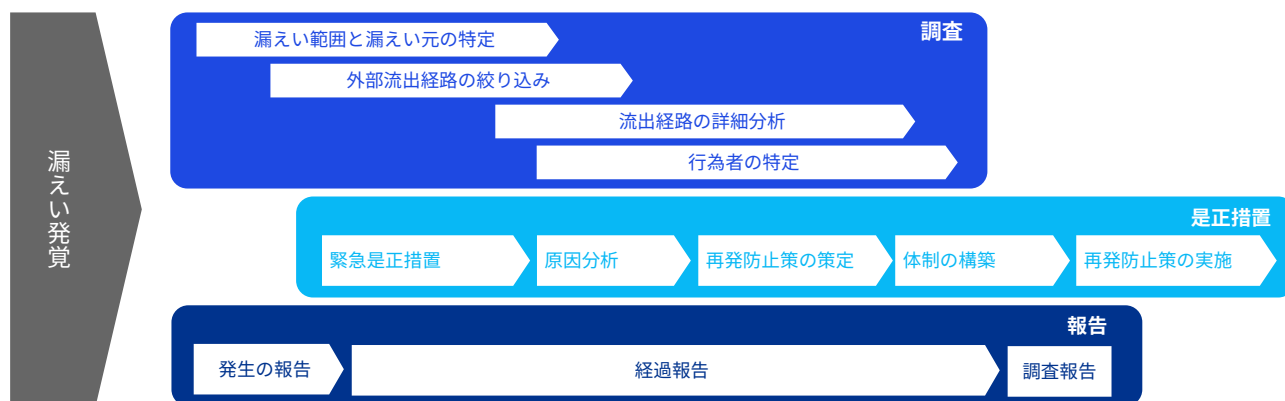 漏えい発覚
調査
漏えい範囲と漏えい元の特定
外部流出経路の絞り込み
流出経路の詳細分析
行為者の特定
是正措置
緊急是正措置
原因分析
再発防止策の策定
体制の構築
再発防止策の実施
報告
発生の報告
経過報告
調査報告